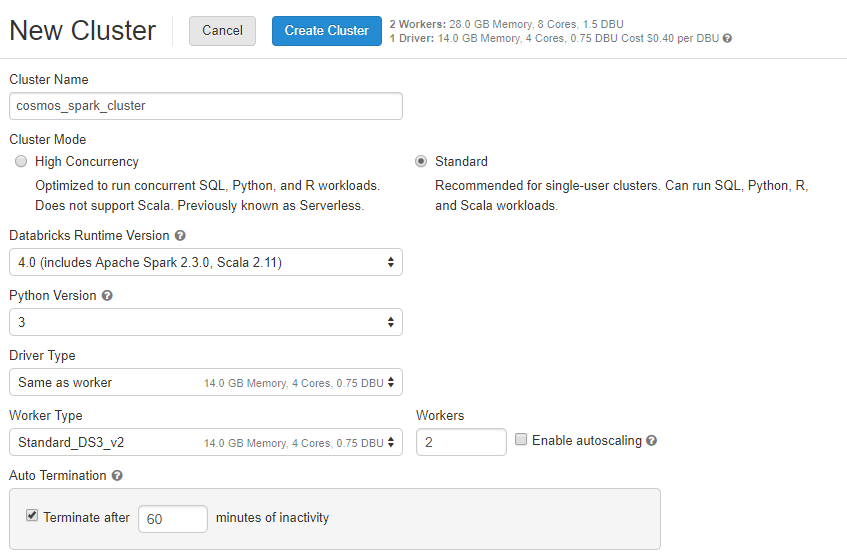 New Cluster
Cancel
Create Cluster
2 Workers: 28.0 GB Memory, 8 Cores, 1.5 DBU
1 Driver: 14.0 GB Memory, 4 Cores, 0.75 DBU Cost $0.40 per DBU ?
Cluster Name
cosmos_spark_cluster
Cluster Mode
High Concurrency
Optimized to run concurrent SQL, Python, and R workloads.
Does not support Scala. Previously known as Serverless.
Standard
Recommended for single-user clusters. Can run SQL, Python, R,
and Scala workloads.
Databricks Runtime Version ?
4.0 (includes Apache Spark 2.3.0, Scala 2.11)
Python Version ?
3
Driver Type
Same as worker 14.0 GB Memory, 4 Cores, 0.75 DBU
Worker Type
Standard_DS3_v2 14.0 GB Memory, 4 Cores, 0.75 DBU
Workers
2
Enable autoscaling ?
Auto Termination ?
Terminate after 60 minutes of inactivity